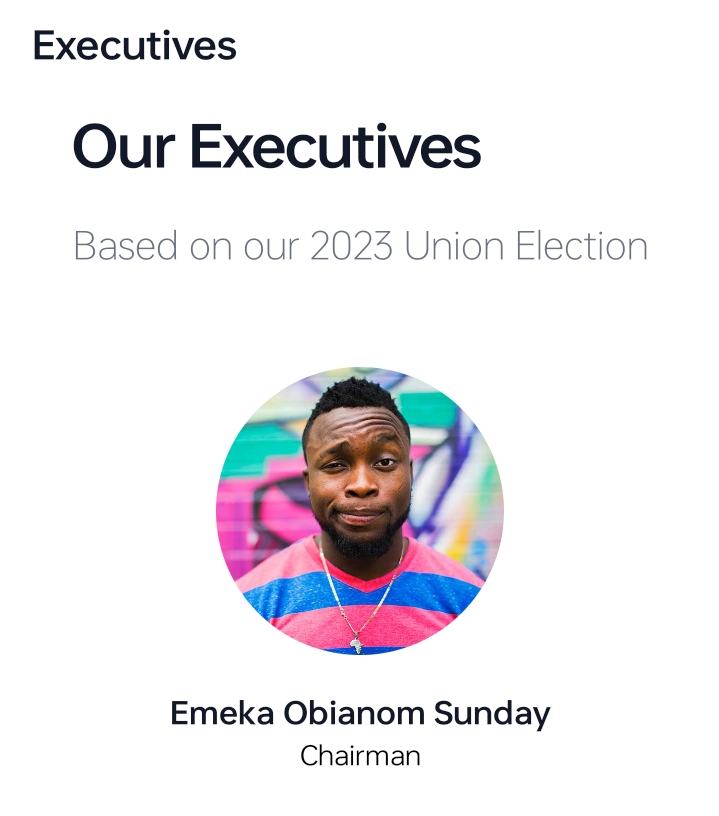 Executives
Our Executives
Based on our 2023 Union Election
Emeka Obianom Sunday
Chairman